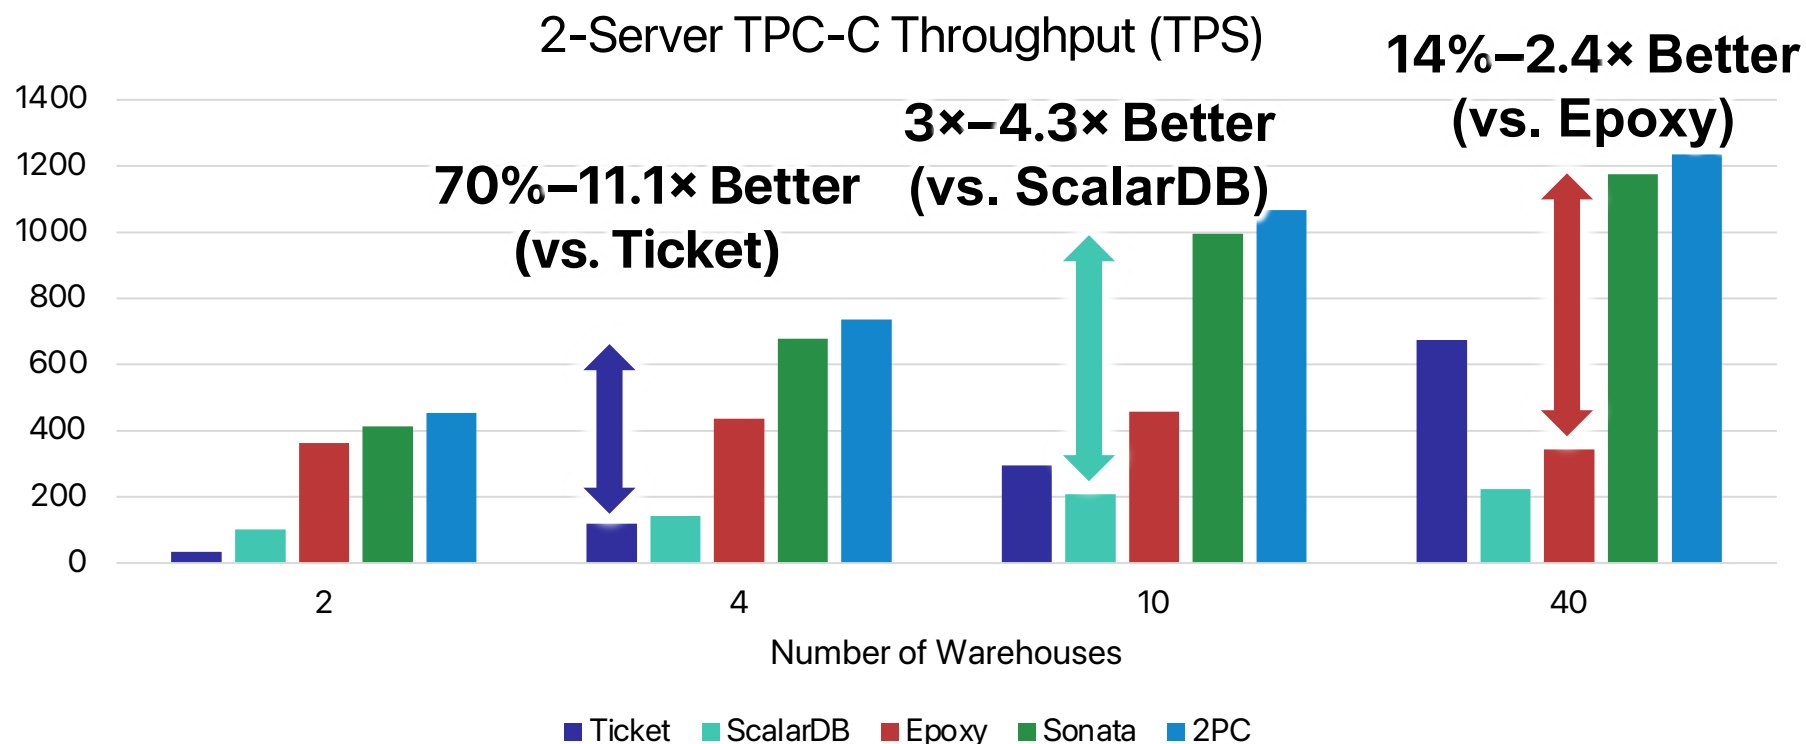 2-Server TPC-C Throughput (TPS)
14%–2.4× Better
(vs. Epoxy)
3×–4.3× Better
(vs. ScalarDB)
70%–11.1× Better
(vs. Ticket)
1400
1200
1000
800
600
400
200
0
2 4 10 40
Number of Warehouses
Ticket ScalarDB Epoxy Sonata 2PC